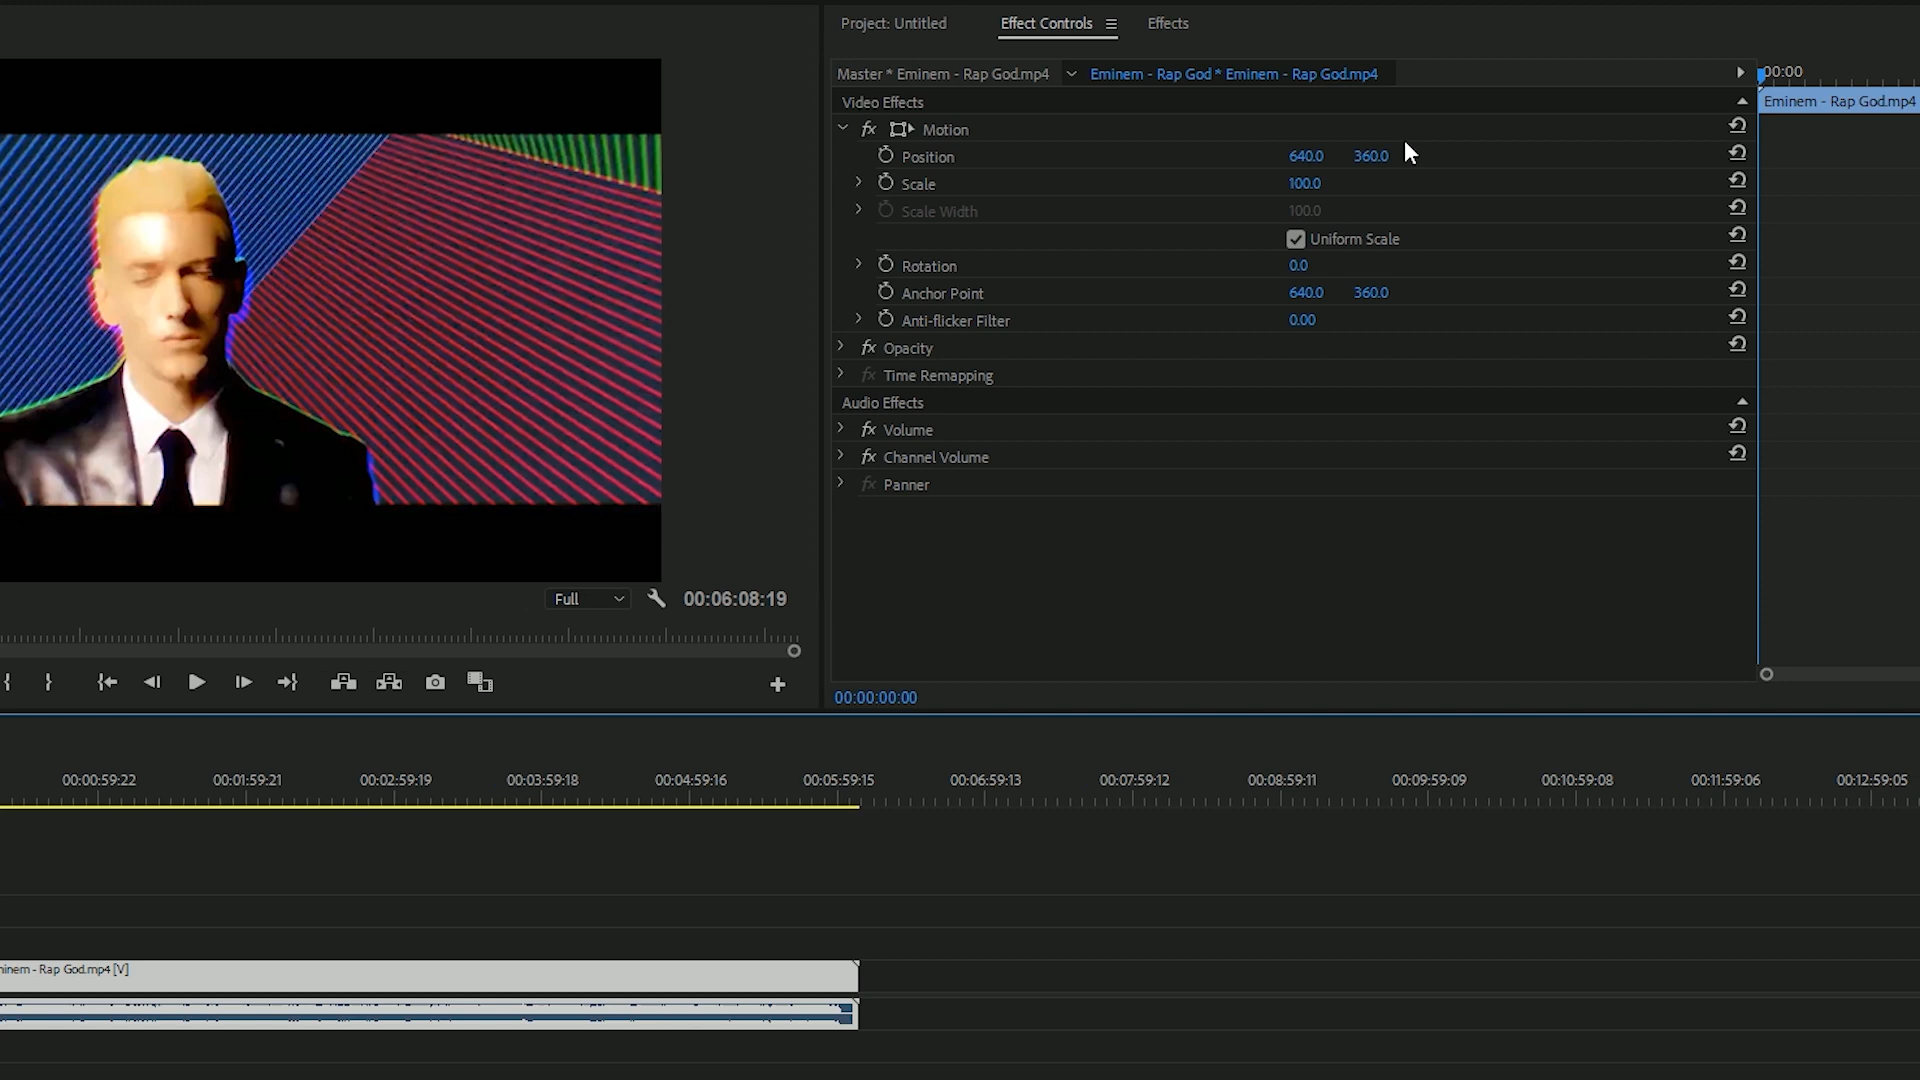 Project: Untitled
Effect Controls
Effects
Master * Eminem - Rap God.mp4
Eminem - Rap God * Eminem - Rap God.mp4
00:00
Video Effects
Eminem - Rap God.mp4
fx Motion
Position 640.0 360.0
Scale 100.0
Scale Width 100.0
Uniform Scale
Rotation 0.0
Anchor Point 640.0 360.0
Anti-flicker Filter 0.00
fx Opacity
fx Time Remapping
Audio Effects
fx Volume
fx Channel Volume
fx Panner
Full
00:06:08:19
00:00:00:00
00:00:59:22 00:01:59:21 00:02:59:19 00:03:59:18 00:04:59:16 00:05:59:15 00:06:59:13 00:07:59:12 00:08:59:11 00:09:59:09 00:10:59:08 00:11:59:06 00:12:59:05
inem - Rap God.mp4 [V]